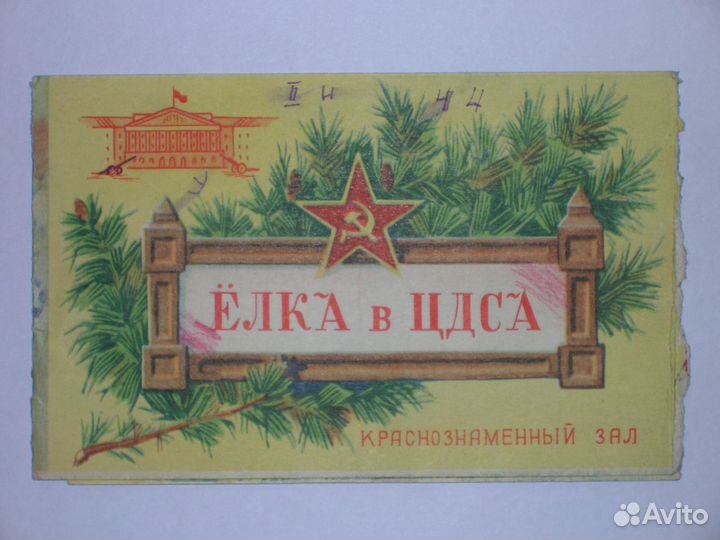 II Н 44
ЁЛКА в ЦДСА
КРАСНОЗНАМЕННЫЙ ЗАЛ
Avito